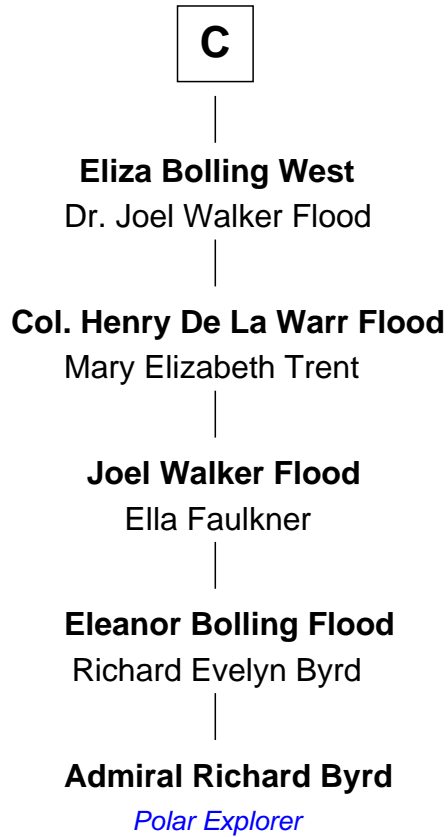 C
Eliza Bolling West
Dr. Joel Walker Flood
Col. Henry De La Warr Flood
Mary Elizabeth Trent
Joel Walker Flood
Ella Faulkner
Eleanor Bolling Flood
Richard Evelyn Byrd
Admiral Richard Byrd
Polar Explorer